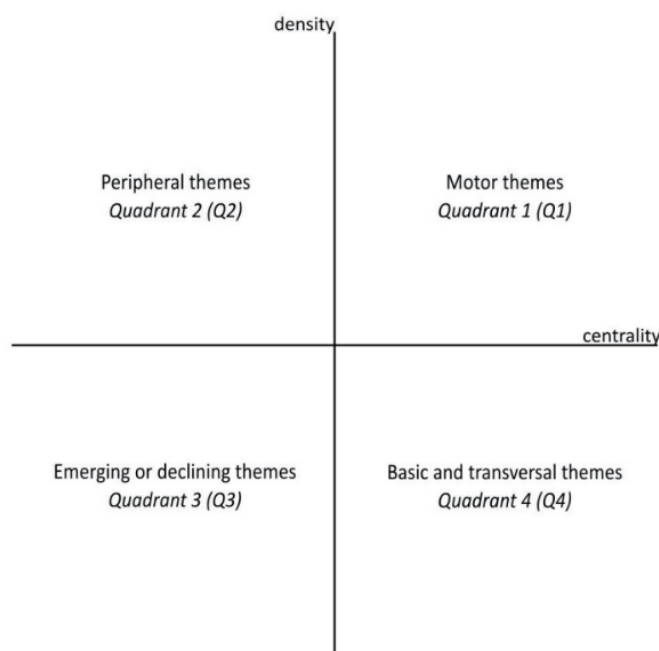 density
Peripheral themes
Quadrant 2 (Q2)
Motor themes
Quadrant 1 (Q1)
centrality
Emerging or declining themes
Quadrant 3 (Q3)
Basic and transversal themes
Quadrant 4 (Q4)